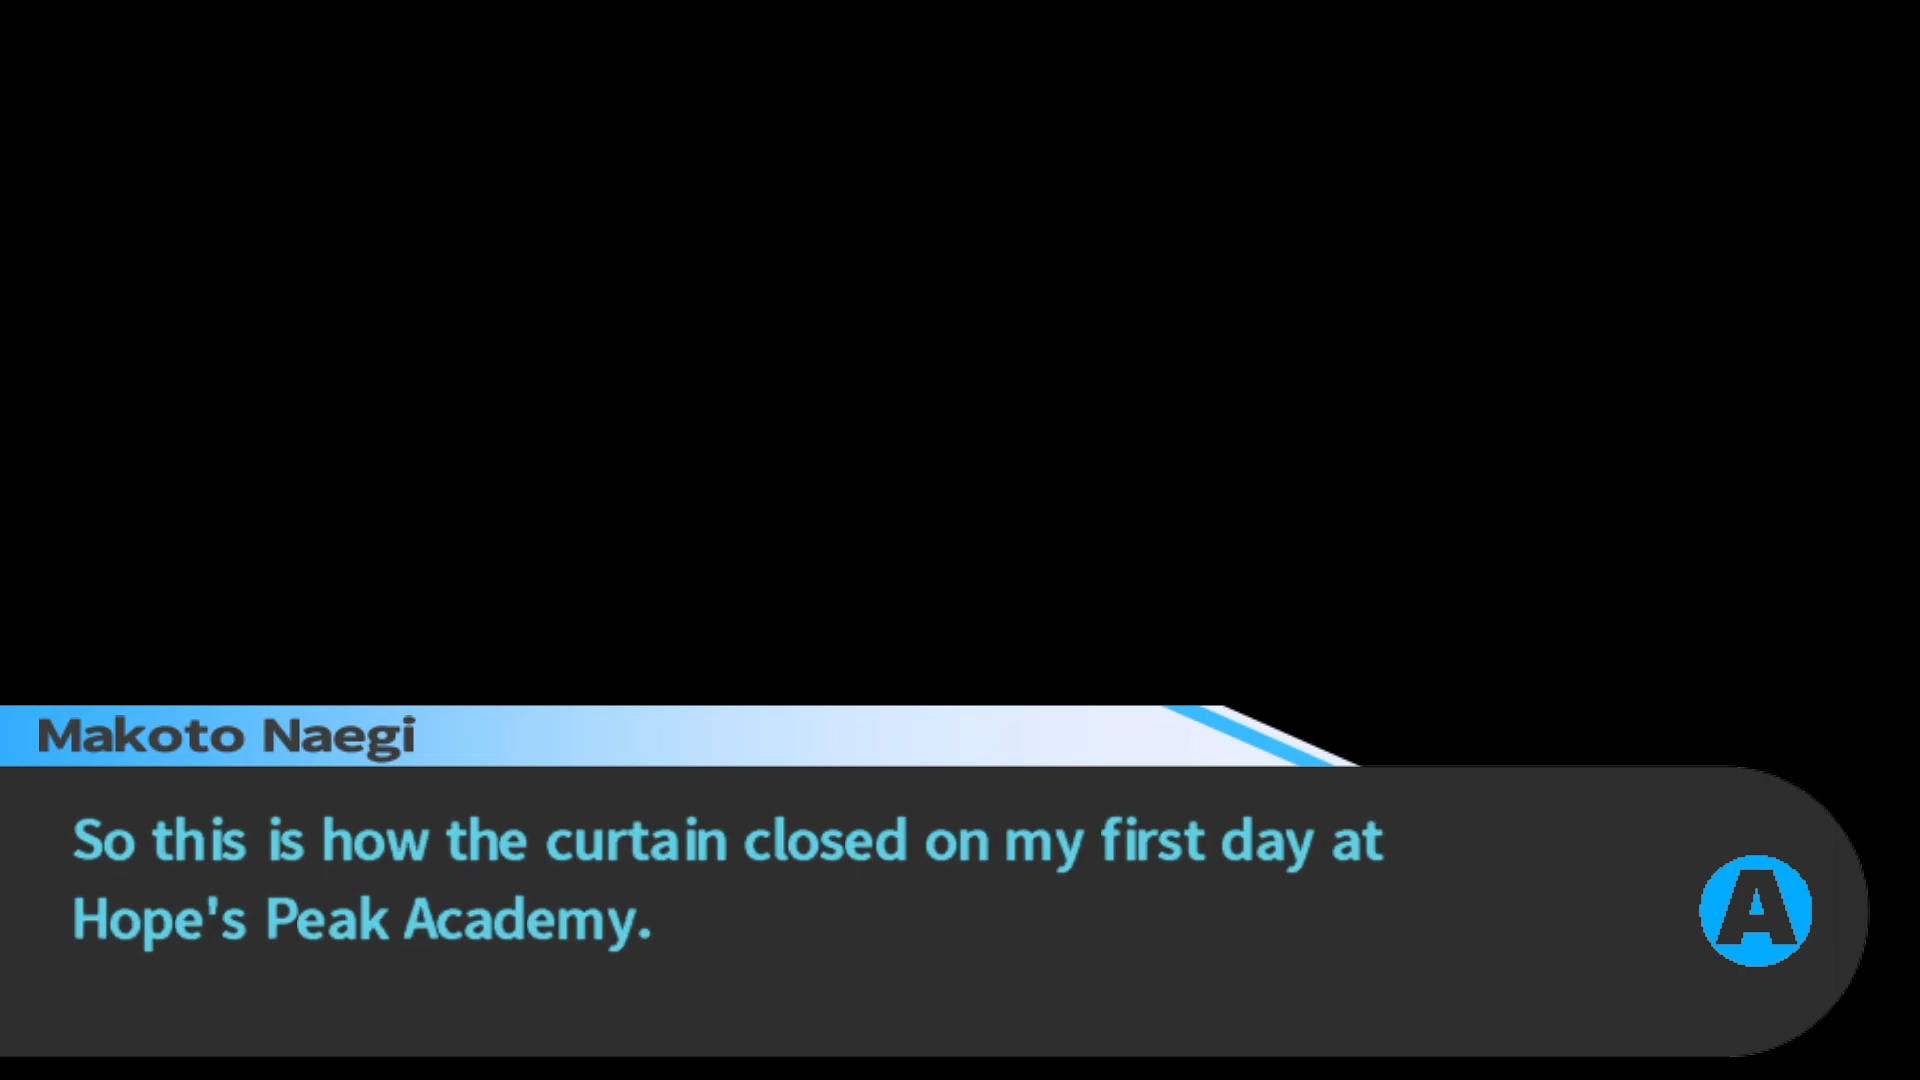 Makoto Naegi
So this is how the curtain closed on my first day at
Hope's Peak Academy.
A